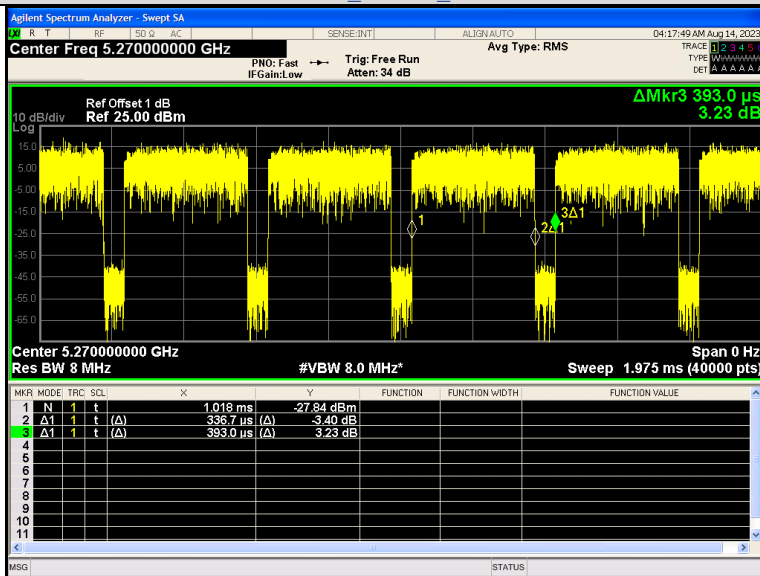 Agilent Spectrum Analyzer - Swept SA
LXI R T RF 50 Ω AC SENSE:INT ALIGN AUTO 04:17:49 AM Aug 14, 2023
Center Freq 5.270000000 GHz Avg Type: RMS TRACE 1 2 3 4 5
PNO: Fast Trig: Free Run TYPE W
IFGain:Low Atten: 34 dB DET A A A A A
Ref Offset 1 dB ΔMkr3 393.0 µs
10 dB/div Ref 25.00 dBm 3.23 dB
Log
15.0
5.00
-5.00
-15.0
1
3Δ1
-25.0
2Δ1
-35.0
-45.0
-55.0
-65.0
Center 5.270000000 GHz Span 0 Hz
Res BW 8 MHz #VBW 8.0 MHz* Sweep 1.975 ms (40000 pts)
MKR MODE TRC SCL X Y FUNCTION FUNCTION WIDTH FUNCTION VALUE
1 N 1 t 1.018 ms -27.84 dBm
2 Δ1 1 t (Δ) 336.7 µs (Δ) -3.40 dB
3 Δ1 1 t (Δ) 393.0 µs (Δ) 3.23 dB
4
5
6
7
8
9
10
11
MSG STATUS